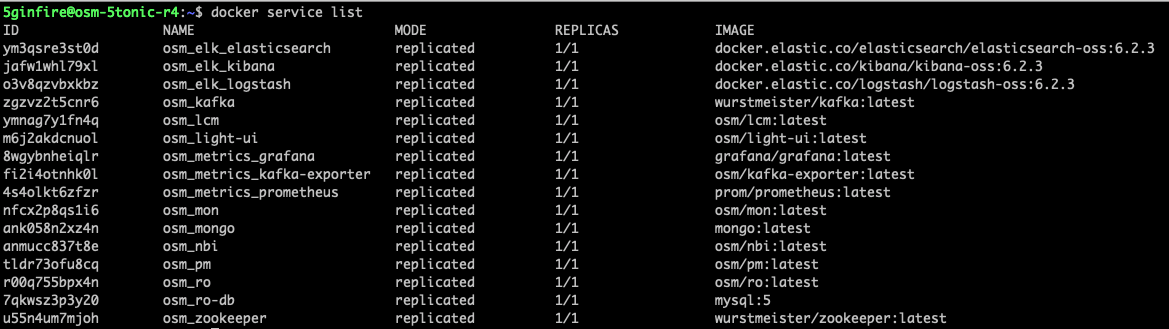 5ginfire@osm-5tonic-r4:~$ docker service list
ID NAME MODE REPLICAS IMAGE
ym3qsre3st0d osm_elk_elasticsearch replicated 1/1 docker.elastic.co/elasticsearch/elasticsearch-oss:6.2.3
jafw1whl79xl osm_elk_kibana replicated 1/1 docker.elastic.co/kibana/kibana-oss:6.2.3
o3v8qzvbxkbz osm_elk_logstash replicated 1/1 docker.elastic.co/logstash/logstash-oss:6.2.3
zgzvz2t5cnr6 osm_kafka replicated 1/1 wurstmeister/kafka:latest
ymnag7y1fn4q osm_lcm replicated 1/1 osm/lcm:latest
m6j2akdcnuol osm_light-ui replicated 1/1 osm/light-ui:latest
8wgybnheiqlr osm_metrics_grafana replicated 1/1 grafana/grafana:latest
fi2i4otnhk0l osm_metrics_kafka-exporter replicated 1/1 osm/kafka-exporter:latest
4s4olkt6zfzr osm_metrics_prometheus replicated 1/1 prom/prometheus:latest
nfcx2p8qs1i6 osm_mon replicated 1/1 osm/mon:latest
ank058n2xz4n osm_mongo replicated 1/1 mongo:latest
anmucc837t8e osm_nbi replicated 1/1 osm/nbi:latest
tldr73ofu8cq osm_pm replicated 1/1 osm/pm:latest
r00q755bpx4n osm_ro replicated 1/1 osm/ro:latest
7qkwsz3p3y20 osm_ro-db replicated 1/1 mysql:5
u55n4um7mjoh osm_zookeeper replicated 1/1 wurstmeister/zookeeper:latest